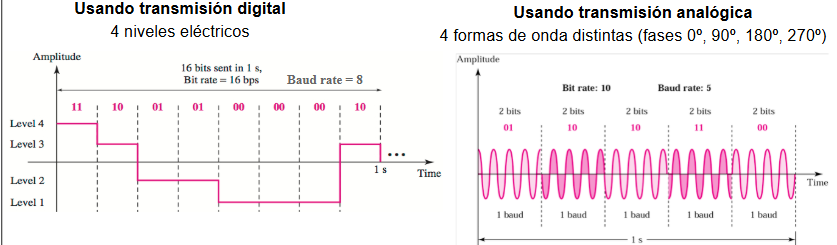 Usando transmisión digital
4 niveles eléctricos
Amplitude
16 bits sent in 1 s,
Bit rate = 16 bps
Baud rate = 8
11 10 01 01 00 00 00 10
Level 4
Level 3
Level 2
Level 1
1 s
Time
Usando transmisión analógica
4 formas de onda distintas (fases 0º, 90º, 180º, 270º)
Amplitude
Bit rate: 10 Baud rate: 5
2 bits 2 bits 2 bits 2 bits 2 bits
01 10 10 11 00
Time
1 baud 1 baud 1 baud 1 baud 1 baud
1 s